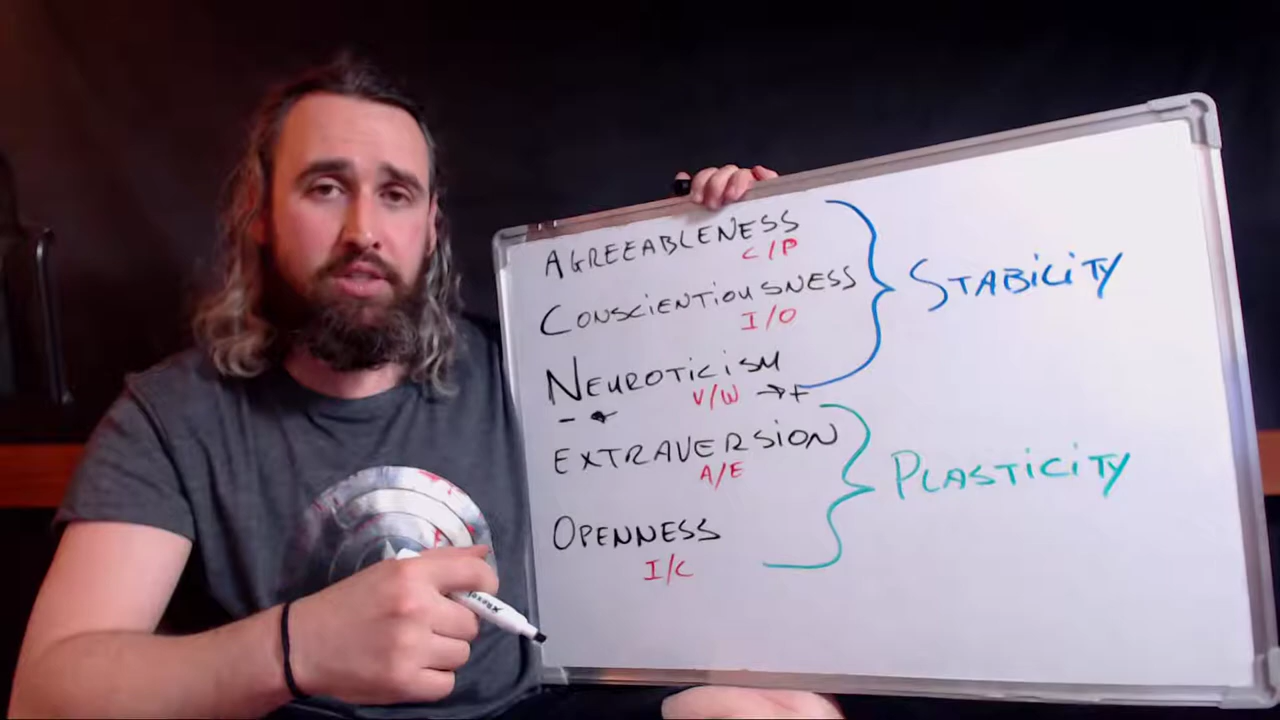 AGREEABLENESS
C/P
CONSCIENTIOUSNESS
I/O
STABILITY
NEUROTICISM
V/W → +
- ←
EXTRAVERSION
A/E
PLASTICITY
OPENNESS
I/C